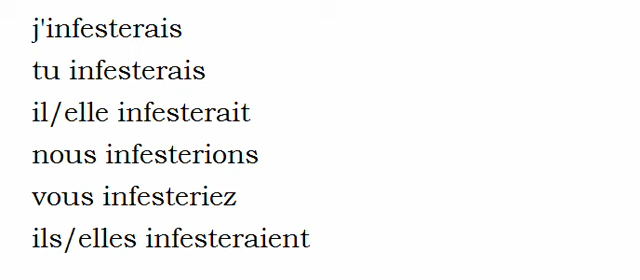 j'infesterais
tu infesterais
il/elle infesterait
nous infesterions
vous infesteriez
ils/elles infesteraient